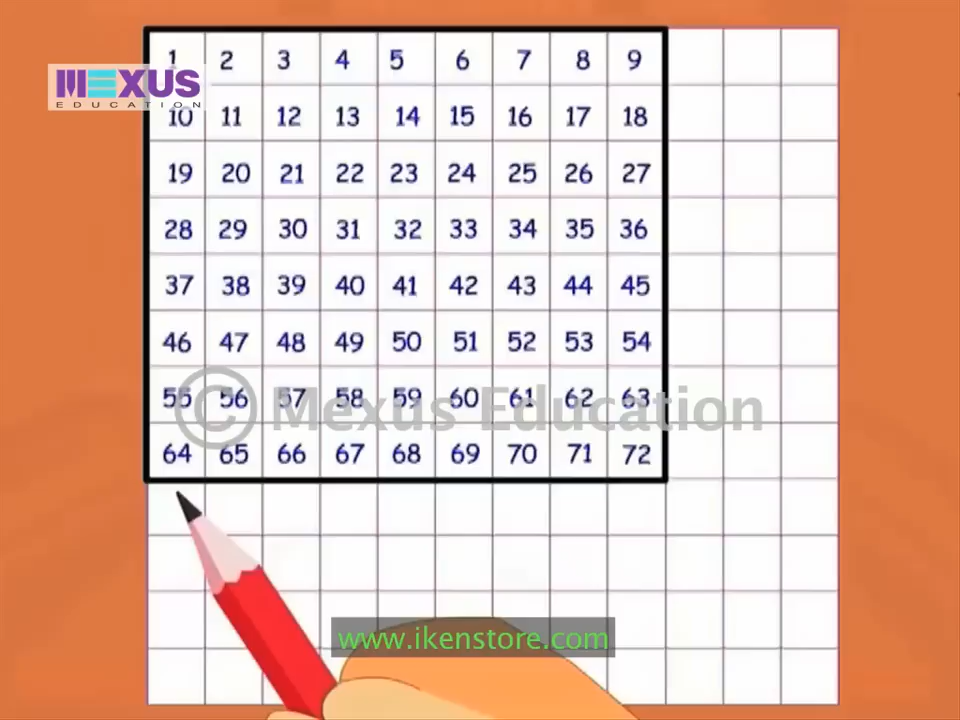 1 2 3 4 5 6 7 8 9
MEXUS
EDUCATION
10 11 12 13 14 15 16 17 18
19 20 21 22 23 24 25 26 27
28 29 30 31 32 33 34 35 36
37 38 39 40 41 42 43 44 45
46 47 48 49 50 51 52 53 54
55 56 57 58 59 60 61 62 63
© Mexus Education
64 65 66 67 68 69 70 71 72
www.ikenstore.com